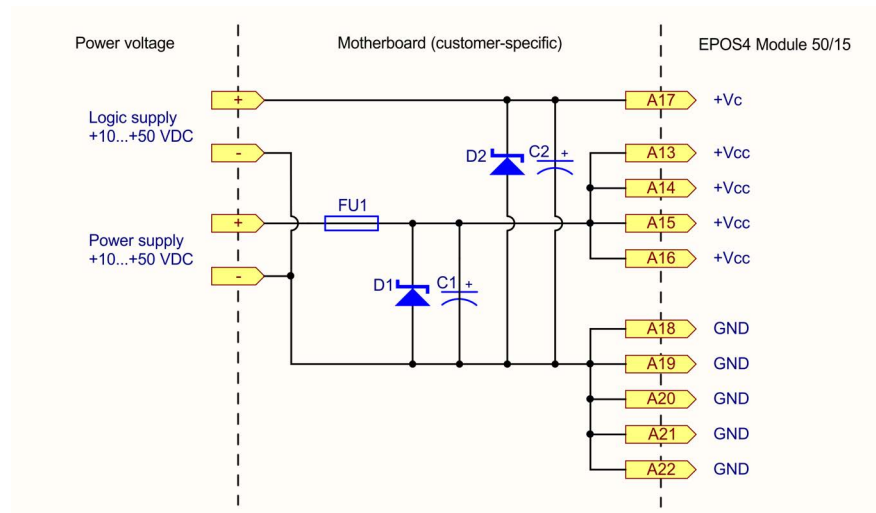 Power voltage
Motherboard (customer-specific)
EPOS4 Module 50/15
+
A17
+Vc
Logic supply
+10...+50 VDC
-
D2
C2
+
A13
+Vcc
A14
+Vcc
FU1
+
A15
+Vcc
Power supply
+10...+50 VDC
A16
+Vcc
-
D1
C1
+
A18
GND
A19
GND
A20
GND
A21
GND
A22
GND